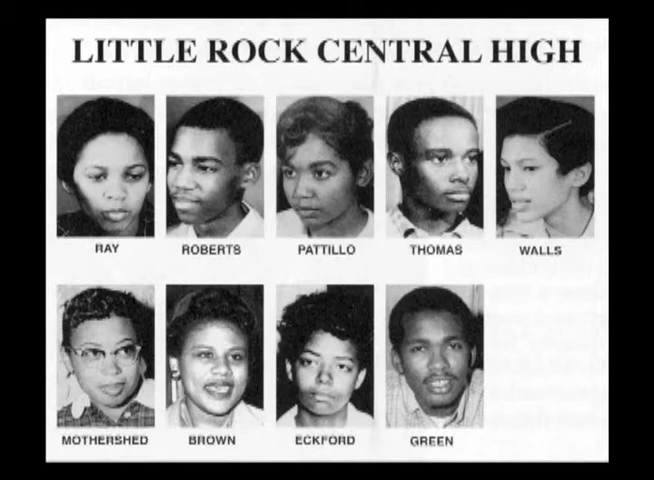 LITTLE ROCK CENTRAL HIGH
RAY ROBERTS PATTILLO THOMAS WALLS
MOTHERSHED BROWN ECKFORD GREEN